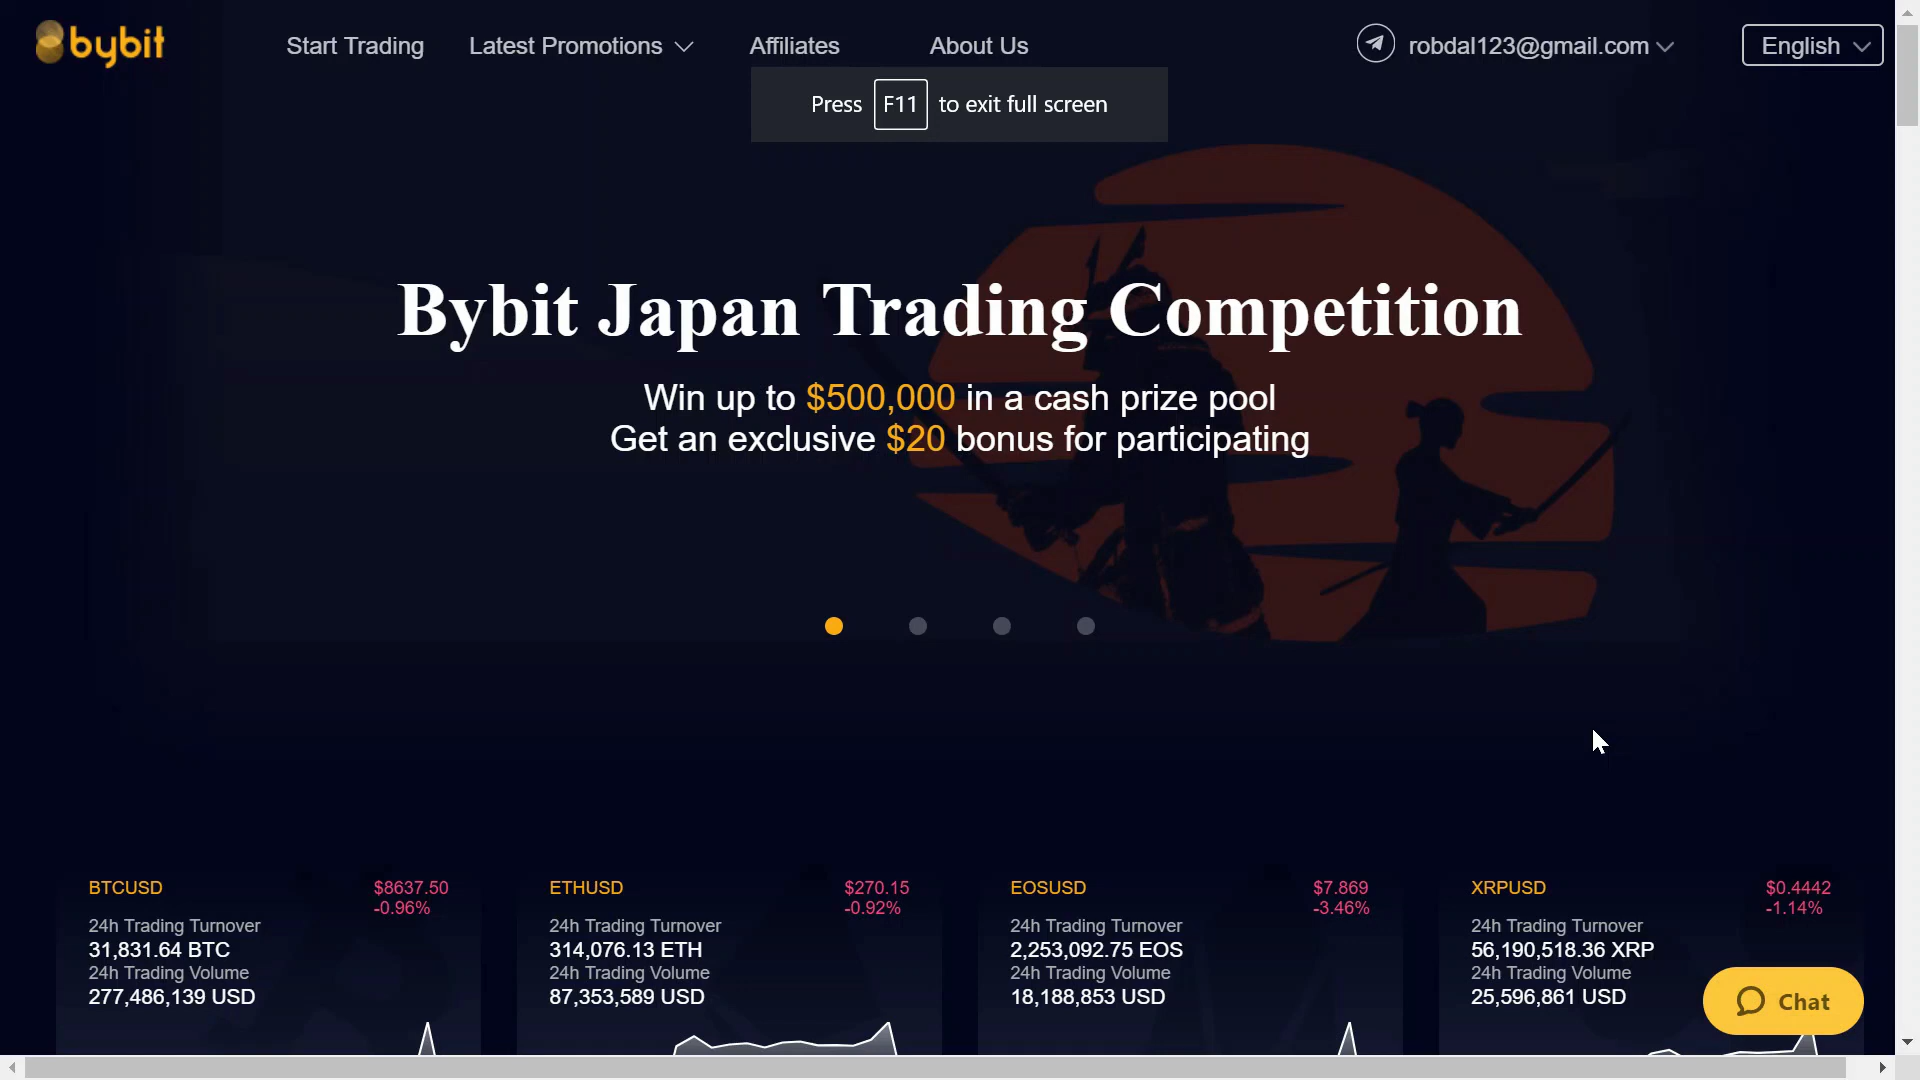 bybit
Start Trading
Latest Promotions
Affiliates
About Us
robdal123@gmail.com
English
Press F11 to exit full screen
Bybit Japan Trading Competition
Win up to $500,000 in a cash prize pool
Get an exclusive $20 bonus for participating
BTCUSD
$8637.50
-0.96%
24h Trading Turnover
31,831.64 BTC
24h Trading Volume
277,486,139 USD
ETHUSD
$270.15
-0.92%
24h Trading Turnover
314,076.13 ETH
24h Trading Volume
87,353,589 USD
EOSUSD
$7.869
-3.46%
24h Trading Turnover
2,253,092.75 EOS
24h Trading Volume
18,188,853 USD
XRPUSD
$0.4442
-1.14%
24h Trading Turnover
56,190,518.36 XRP
24h Trading Volume
25,596,861 USD
Chat